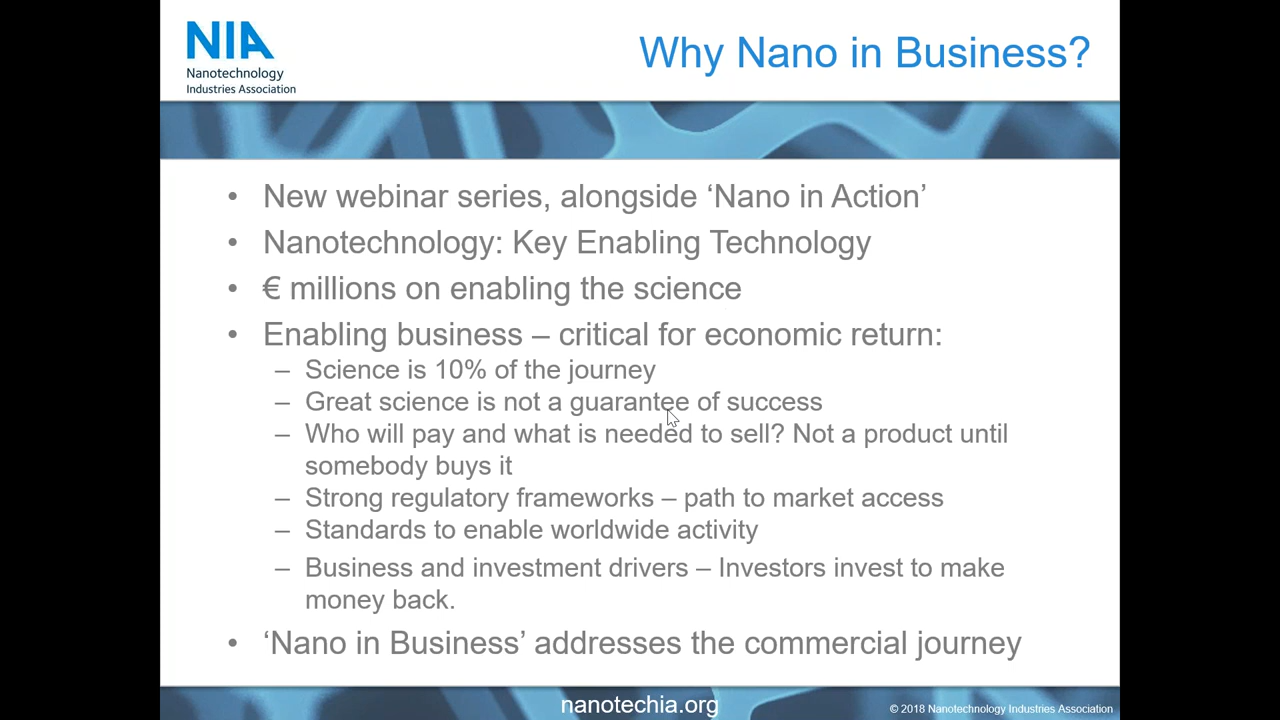 NIA
Nanotechnology
Industries Association
Why Nano in Business?
• New webinar series, alongside ‘Nano in Action’
• Nanotechnology: Key Enabling Technology
• € millions on enabling the science
• Enabling business – critical for economic return:
– Science is 10% of the journey
– Great science is not a guarantee of success
– Who will pay and what is needed to sell? Not a product until
somebody buys it
– Strong regulatory frameworks – path to market access
– Standards to enable worldwide activity
– Business and investment drivers – Investors invest to make
money back.
• ‘Nano in Business’ addresses the commercial journey
nanotechia.org
© 2018 Nanotechnology Industries Association